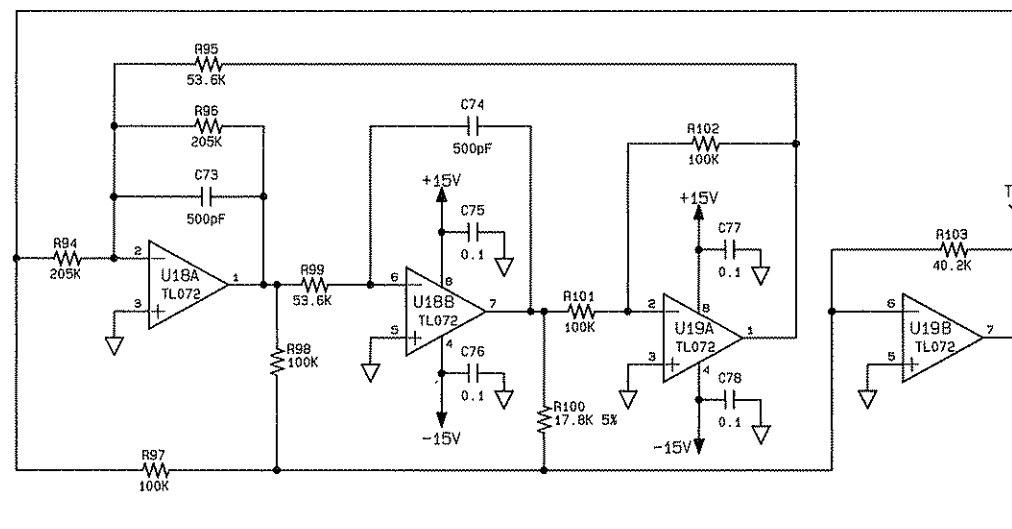 R95
53.6K
R96
205K
C73
500pF
R94
205K
2
3
U18A
TL072
1
R98
100K
R97
100K
R99
53.6K
C74
500pF
+15V
C75
0.1
6
5
8
U18B
TL072
7
4
C76
0.1
-15V
R101
100K
R100
17.8K 5%
R102
100K
+15V
C77
0.1
2
3
8
U19A
TL072
1
4
C78
0.1
-15V
R103
40.2K
6
5
U19B
TL072
7
T